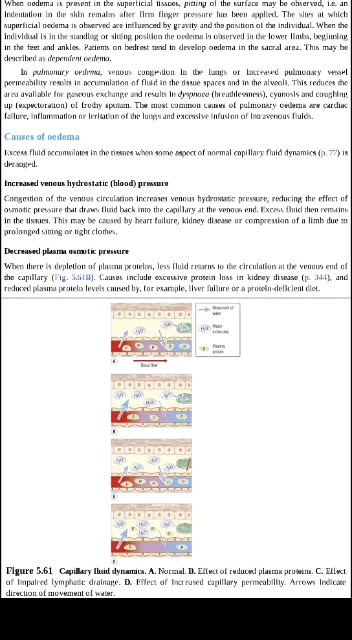 When oedema is present in the superficial tissues, pitting of the surface may be observed, i.e. an
indentation in the skin remains after firm finger pressure has been applied. The sites at which
superficial oedema is observed are influenced by gravity and the position of the individual. When the
individual is in the standing or sitting position the oedema is observed in the lower limbs, beginning
in the feet and ankles. Patients on bedrest tend to develop oedema in the sacral area. This may be
described as dependent oedema.
In pulmonary oedema, venous congestion in the lungs or increased pulmonary vessel
permeability results in accumulation of fluid in the tissue spaces and in the alveoli. This reduces the
area available for gaseous exchange and results in dyspnoea (breathlessness), cyanosis and coughing
up (expectoration) of frothy sputum. The most common causes of pulmonary oedema are cardiac
failure, inflammation or irritation of the lungs and excessive infusion of intravenous fluids.
Causes of oedema
Excess fluid accumulates in the tissues when some aspect of normal capillary fluid dynamics (p. 77) is
deranged.
Increased venous hydrostatic (blood) pressure
Congestion of the venous circulation increases venous hydrostatic pressure, reducing the effect of
osmotic pressure that draws fluid back into the capillary at the venous end. Excess fluid then remains
in the tissues. This may be caused by heart failure, kidney disease or compression of a limb due to
prolonged sitting or tight clothes.
Decreased plasma osmotic pressure
When there is depletion of plasma proteins, less fluid returns to the circulation at the venous end of
the capillary (Fig. 5.61B). Causes include excessive protein loss in kidney disease (p. 344), and
reduced plasma protein levels caused by, for example, liver failure or a protein-deficient diet.
Movement of
water
H₂O Water
molecules
P Plasma
protein
H₂O
A
Blood flow
H₂O H₂O H₂O
B
H₂O H₂O
H₂O
Figure 5.61 Capillary fluid dynamics. A. Normal. B. Effect of reduced plasma proteins. C. Effect
of impaired lymphatic drainage. D. Effect of increased capillary permeability. Arrows indicate
direction of movement of water.